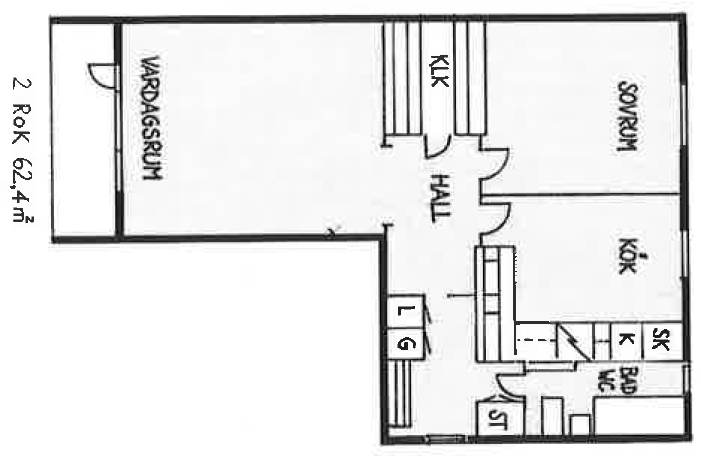 SOVRUM
KLK
VARDAGSRUM
HALL
KÖK
L
G
SK
K
BAD
WC
ST
2 RoK 62,4 m²